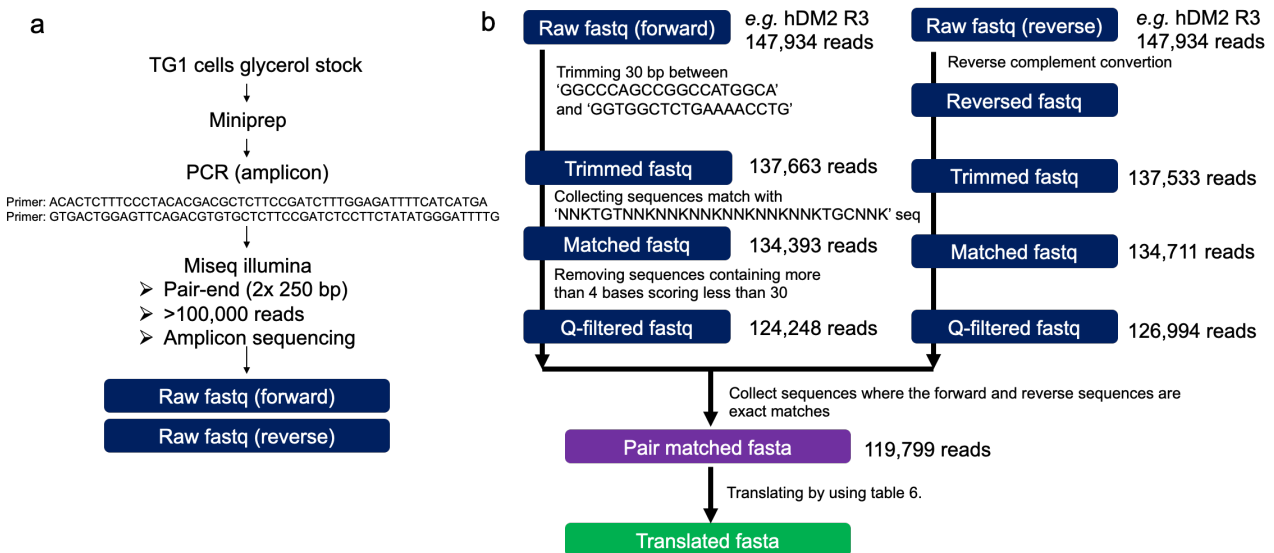 a
TG1 cells glycerol stock
Miniprep
PCR (amplicon)
Primer: ACACTCTTTCCCTACACGACGCTCTTCCGATCTTTGGAGATTTTCATCATGA
Primer: GTGACTGGAGTTCAGACGTGTGCTCTTCCGATCTCCTTCTATATGGGATTTTG
Miseq illumina
➢ Pair-end (2x 250 bp)
➢ >100,000 reads
➢ Amplicon sequencing
Raw fastq (forward)
Raw fastq (reverse)
b
Raw fastq (forward)
e.g. hDM2 R3
147,934 reads
Trimming 30 bp between
‘GGCCCAGCCGGCCATGGCA’
and ‘GGTGGCTCTGAAAACCTG’
Trimmed fastq
137,663 reads
Collecting sequences match with
‘NNKTGTNNKNNKNNKNNKNNKNNKTGCNNK’ seq
Matched fastq
134,393 reads
Removing sequences containing more
than 4 bases scoring less than 30
Q-filtered fastq
124,248 reads
Raw fastq (reverse)
e.g. hDM2 R3
147,934 reads
Reverse complement convertion
Reversed fastq
Trimmed fastq
137,533 reads
Matched fastq
134,711 reads
Q-filtered fastq
126,994 reads
Collect sequences where the forward and reverse sequences are
exact matches
Pair matched fasta
119,799 reads
Translating by using table 6.
Translated fasta